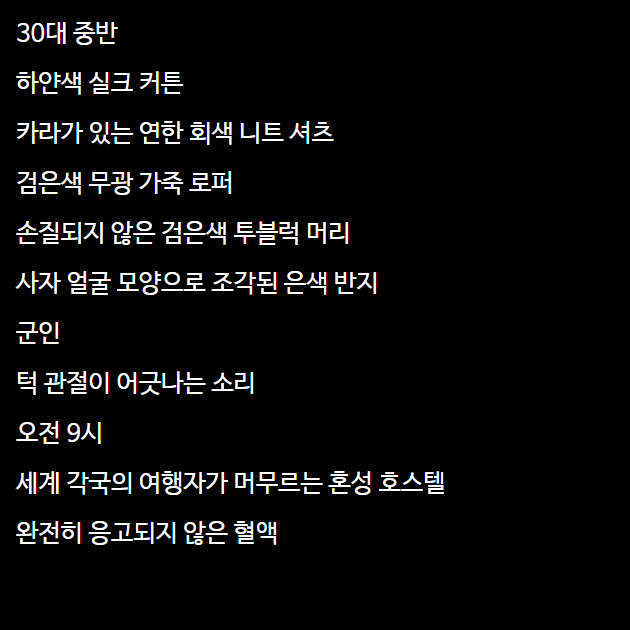 30대 중반
하얀색 실크 커튼
카라가 있는 연한 회색 니트 셔츠
검은색 무광 가죽 로퍼
손질되지 않은 검은색 투블럭 머리
사자 얼굴 모양으로 조각된 은색 반지
군인
턱 관절이 어긋나는 소리
오전 9시
세계 각국의 여행자가 머무르는 혼성 호스텔
완전히 응고되지 않은 혈액